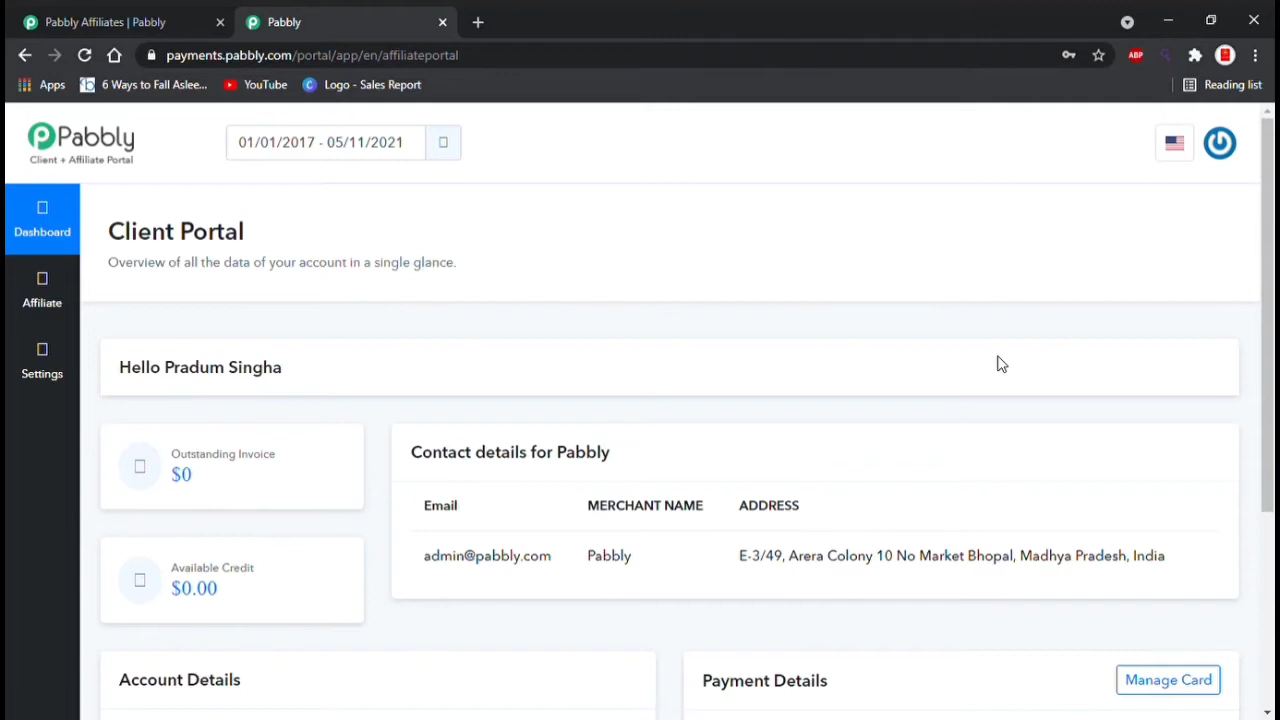 Pabbly Affiliates | Pabbly
Pabbly
payments.pabbly.com/portal/app/en/affiliateportal
ABP
Apps
6 Ways to Fall Aslee...
YouTube
Logo - Sales Report
Reading list
Pabbly
Client + Affiliate Portal
01/01/2017 - 05/11/2021
Dashboard
Affiliate
Settings
Client Portal
Overview of all the data of your account in a single glance.
Hello Pradum Singha
Outstanding Invoice
$0
Available Credit
$0.00
Contact details for Pabbly
Email MERCHANT NAME ADDRESS
admin@pabbly.com Pabbly E-3/49, Arera Colony 10 No Market Bhopal, Madhya Pradesh, India
Account Details
Payment Details
Manage Card